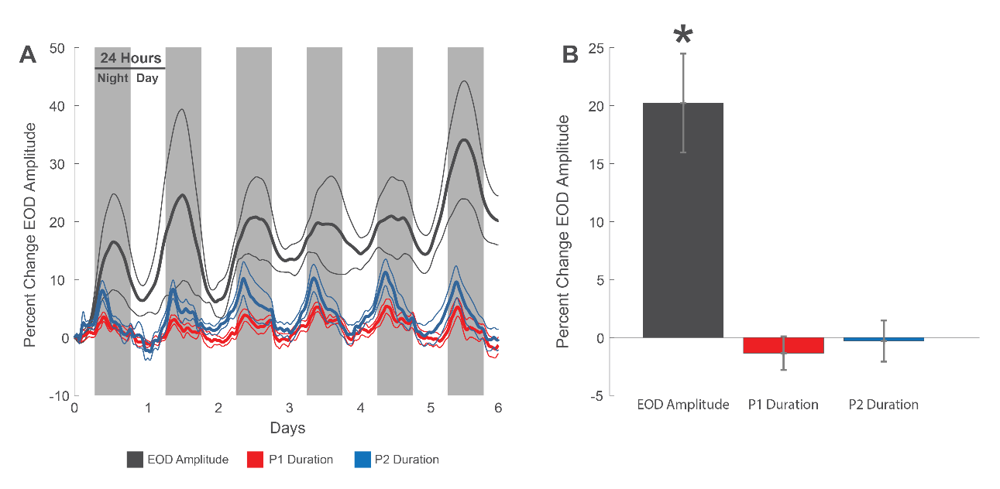 A
Percent Change EOD Amplitude
50
40
30
20
10
0
-10
24 Hours
Night Day
0 1 2 3 4 5 6
Days
EOD Amplitude P1 Duration P2 Duration
B
Percent Change EOD Amplitude
25
20
15
10
5
0
-5
*
EOD Amplitude P1 Duration P2 Duration